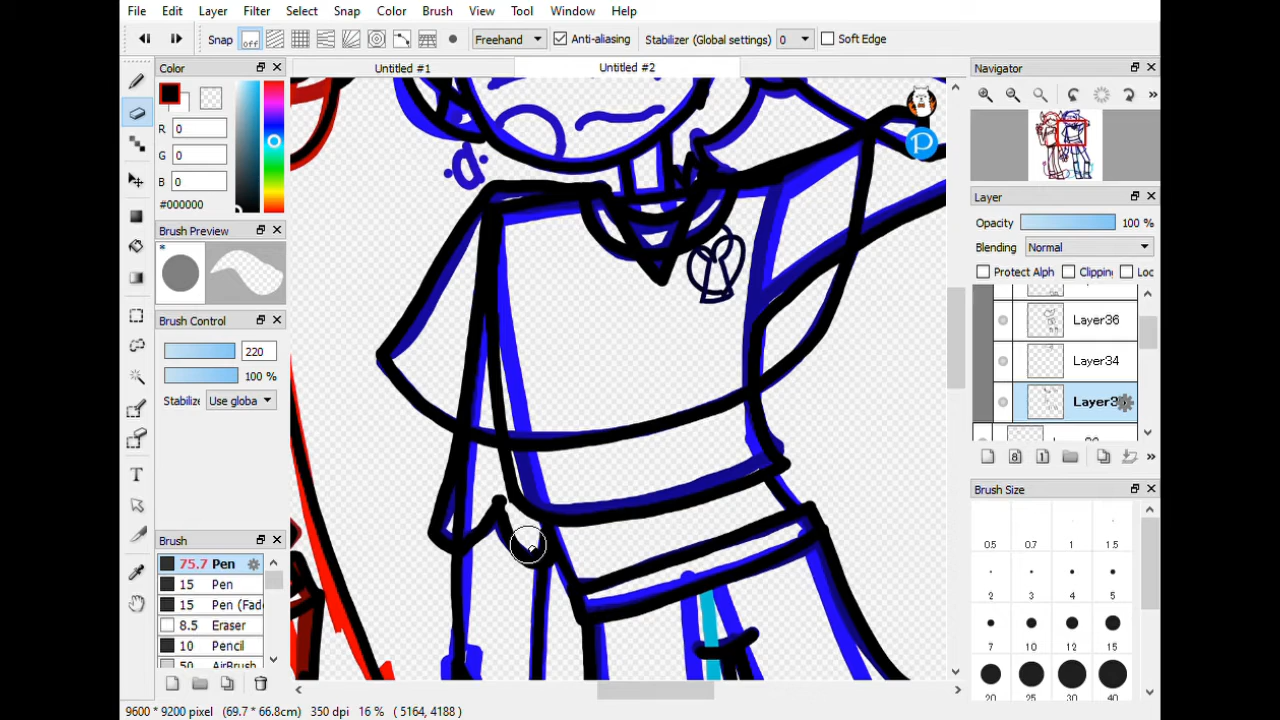 File Edit Layer Filter Select Snap Color Brush View Tool Window Help
Snap off Freehand Anti-aliasing Stabilizer (Global settings) 0 Soft Edge
Color
Untitled #1
Untitled #2
Navigator
R 0
G 0
B 0
#000000
Brush Preview
*
Brush Control
220
100 %
Stabiliz Use globa
Brush
75.7 Pen
15 Pen
15 Pen (Fade
8.5 Eraser
10 Pencil
50 AirBrush
:D:
P
Layer
Opacity 100 %
Blending Normal
Protect Alph Clipping Loc
Layer36
Layer34
Layer3
8 1
Brush Size
0.5 0.7 1 1.5
2 3 4 5
7 10 12 15
20 25 30 40
9600 * 9200 pixel (69.7 * 66.8cm) 350 dpi 16 % ( 5164, 4188 )